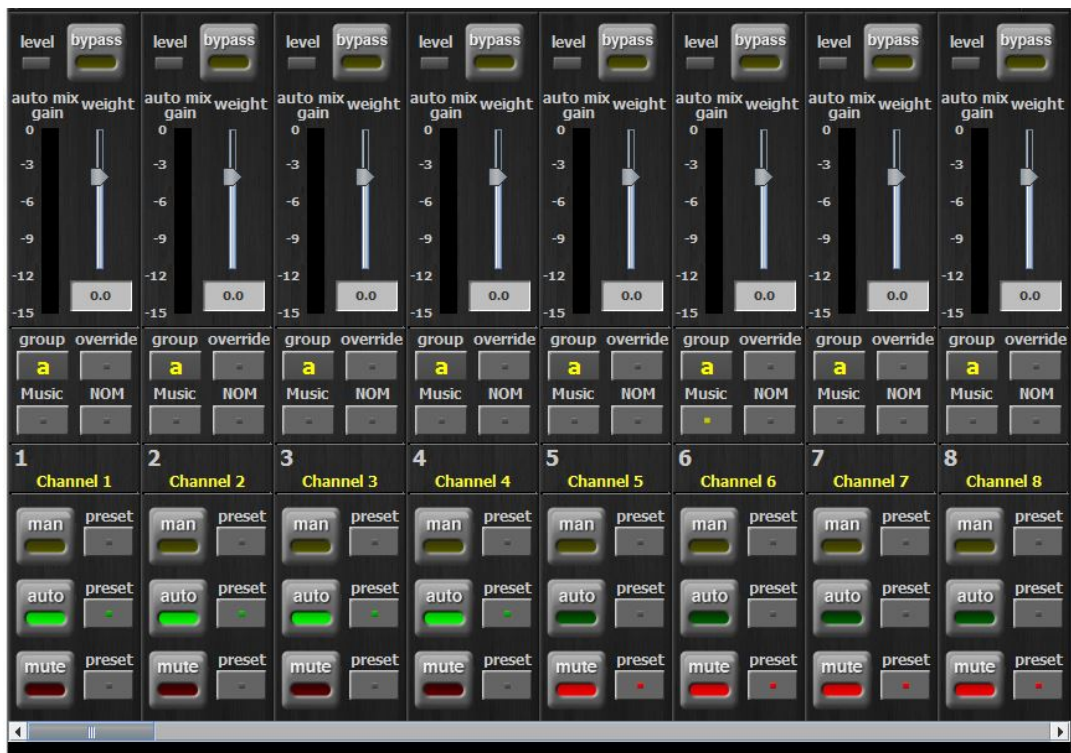 level bypass level bypass level bypass level bypass level bypass level bypass level bypass level bypass
auto mix gain weight auto mix gain weight auto mix gain weight auto mix gain weight auto mix gain weight auto mix gain weight auto mix gain weight auto mix gain weight
0 0 0 0 0 0 0 0
-3 -3 -3 -3 -3 -3 -3 -3
-6 -6 -6 -6 -6 -6 -6 -6
-9 -9 -9 -9 -9 -9 -9 -9
-12 -12 -12 -12 -12 -12 -12 -12
0.0 0.0 0.0 0.0 0.0 0.0 0.0 0.0
-15 -15 -15 -15 -15 -15 -15 -15
group override group override group override group override group override group override group override group override
a a a a a a a a
Music NOM Music NOM Music NOM Music NOM Music NOM Music NOM Music NOM Music NOM
1 2 3 4 5 6 7 8
Channel 1 Channel 2 Channel 3 Channel 4 Channel 5 Channel 6 Channel 7 Channel 8
man preset man preset man preset man preset man preset man preset man preset man preset
auto preset auto preset auto preset auto preset auto preset auto preset auto preset auto preset
mute preset mute preset mute preset mute preset mute preset mute preset mute preset mute preset